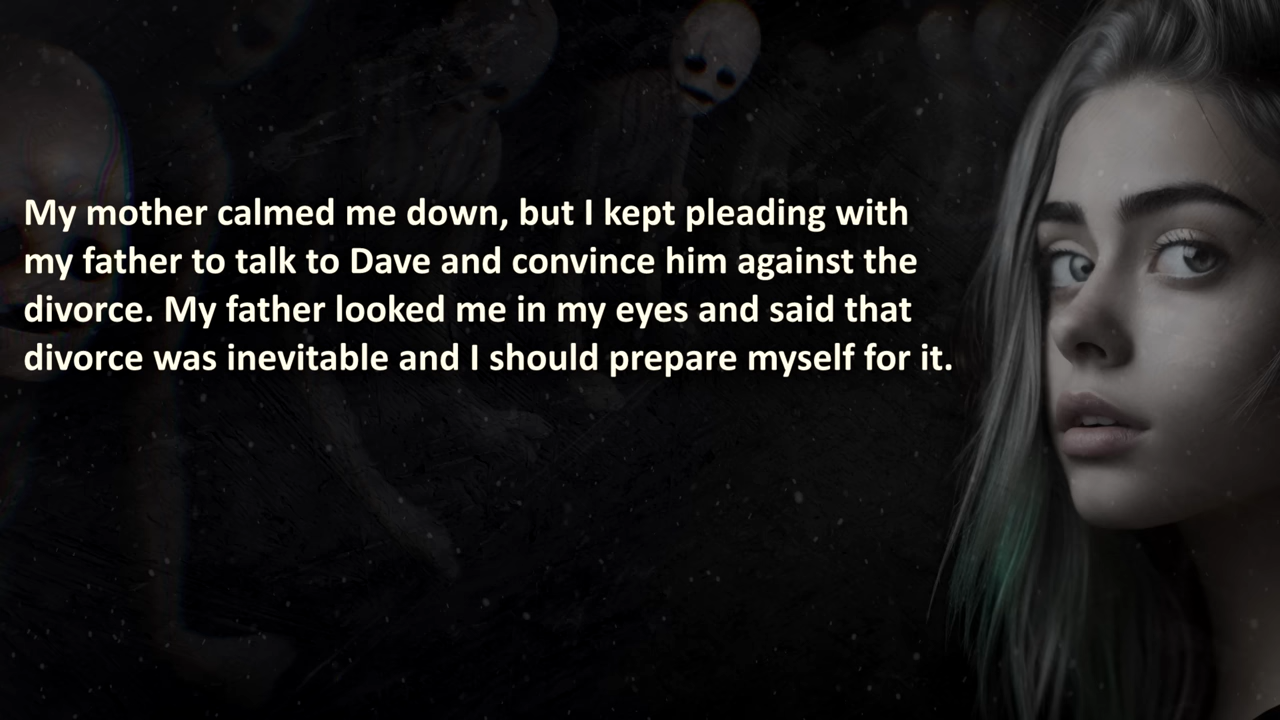 My mother calmed me down, but I kept pleading with
my father to talk to Dave and convince him against the
divorce. My father looked me in my eyes and said that
divorce was inevitable and I should prepare myself for it.